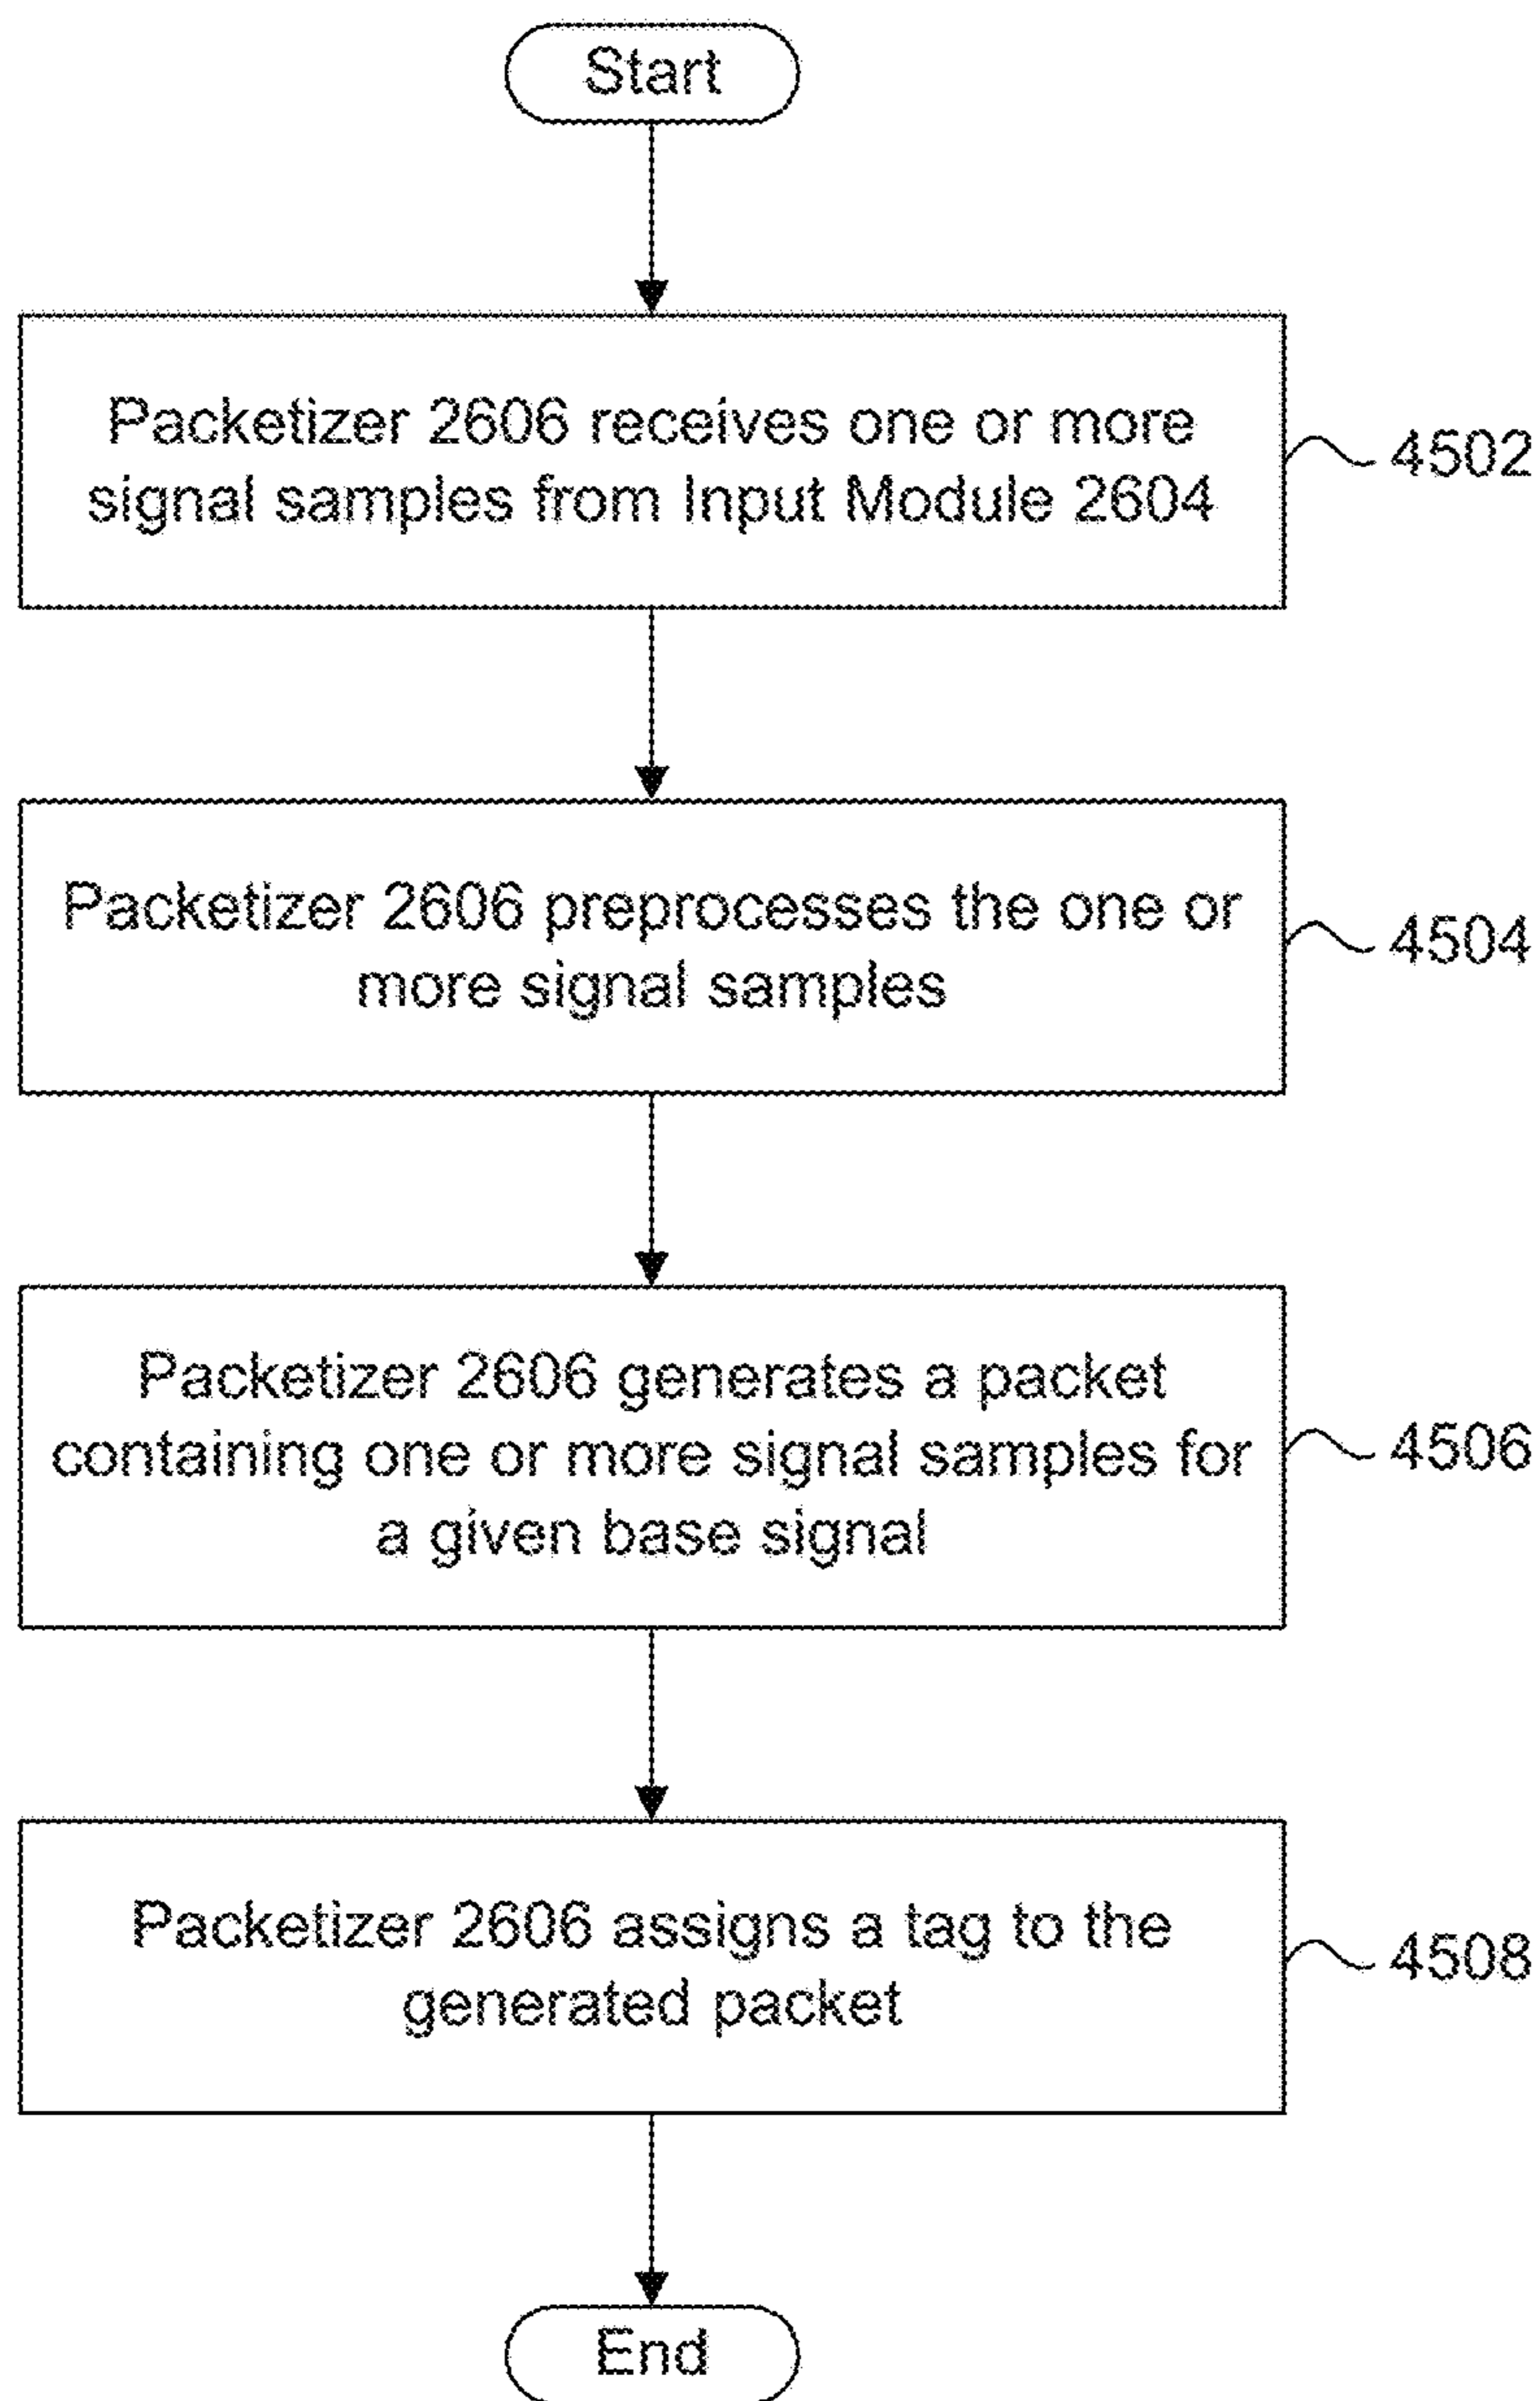 Start
Packetizer 2606 receives one or more
signal samples from Input Module 2604
4502
Packetizer 2606 preprocesses the one or
more signal samples
4504
Packetizer 2606 generates a packet
containing one or more signal samples for
a given base signal
4506
Packetizer 2606 assigns a tag to the
generated packet
4508
End